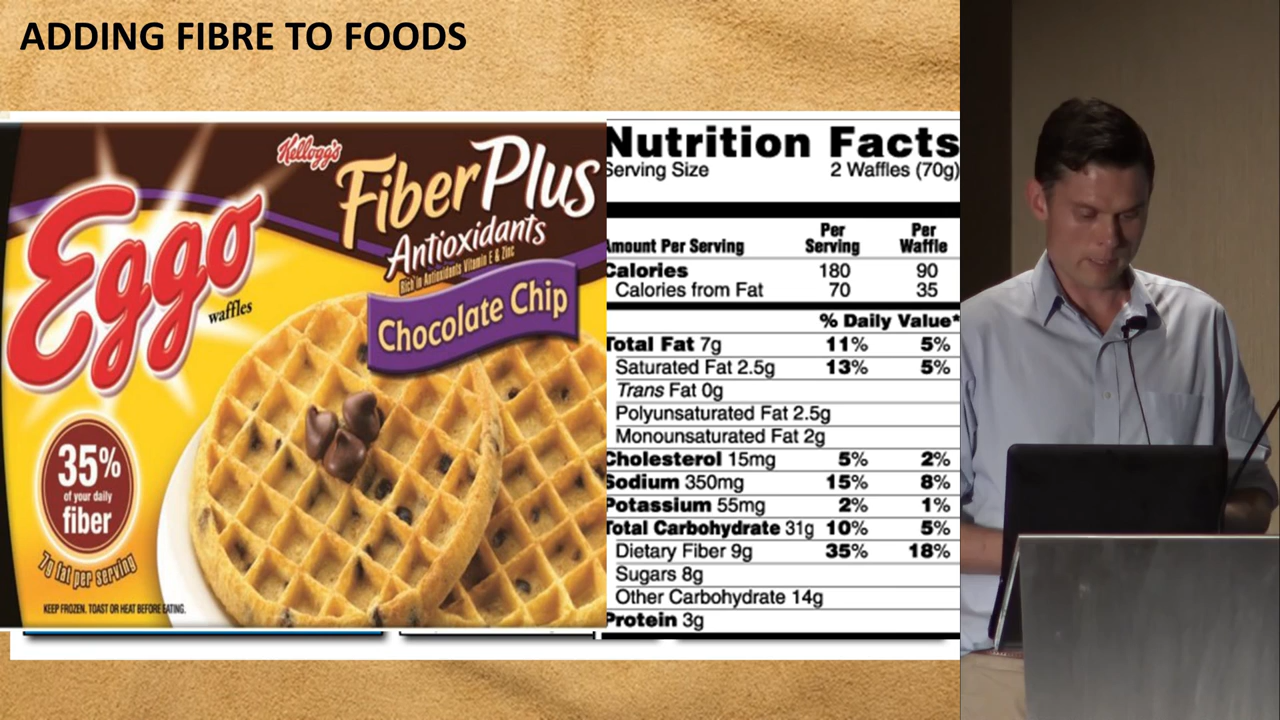 ADDING FIBRE TO FOODS
Kellogg's
FiberPlus
Antioxidants
Rich in Antioxidants Vitamin E & Zinc
Chocolate Chip
Eggo
waffles
35%
of your daily
fiber
7g fat per serving
KEEP FROZEN. TOAST OR HEAT BEFORE EATING.
Nutrition Facts
Serving Size 2 Waffles (70g)
Per Per
Amount Per Serving Serving Waffle
Calories 180 90
Calories from Fat 70 35
% Daily Value*
Total Fat 7g 11% 5%
Saturated Fat 2.5g 13% 5%
Trans Fat 0g
Polyunsaturated Fat 2.5g
Monounsaturated Fat 2g
Cholesterol 15mg 5% 2%
Sodium 350mg 15% 8%
Potassium 55mg 2% 1%
Total Carbohydrate 31g 10% 5%
Dietary Fiber 9g 35% 18%
Sugars 8g
Other Carbohydrate 14g
Protein 3g